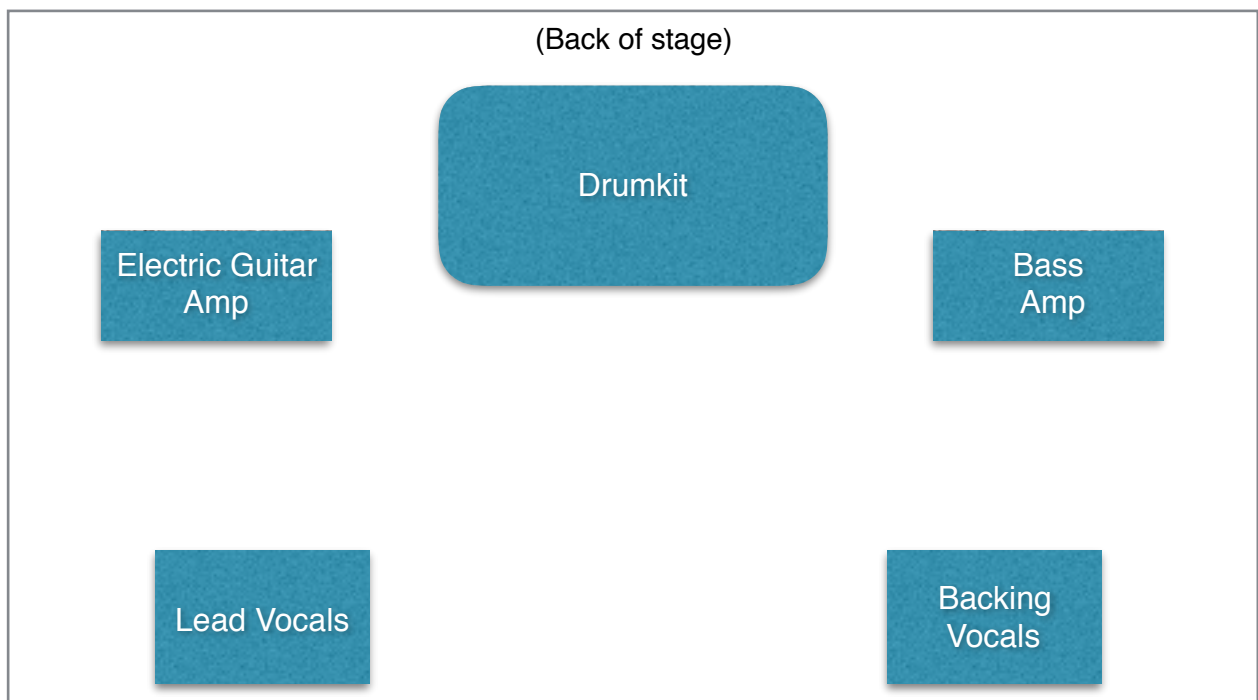 (Back of stage)
Drumkit
Electric Guitar
Amp
Bass
Amp
Lead Vocals
Backing
Vocals